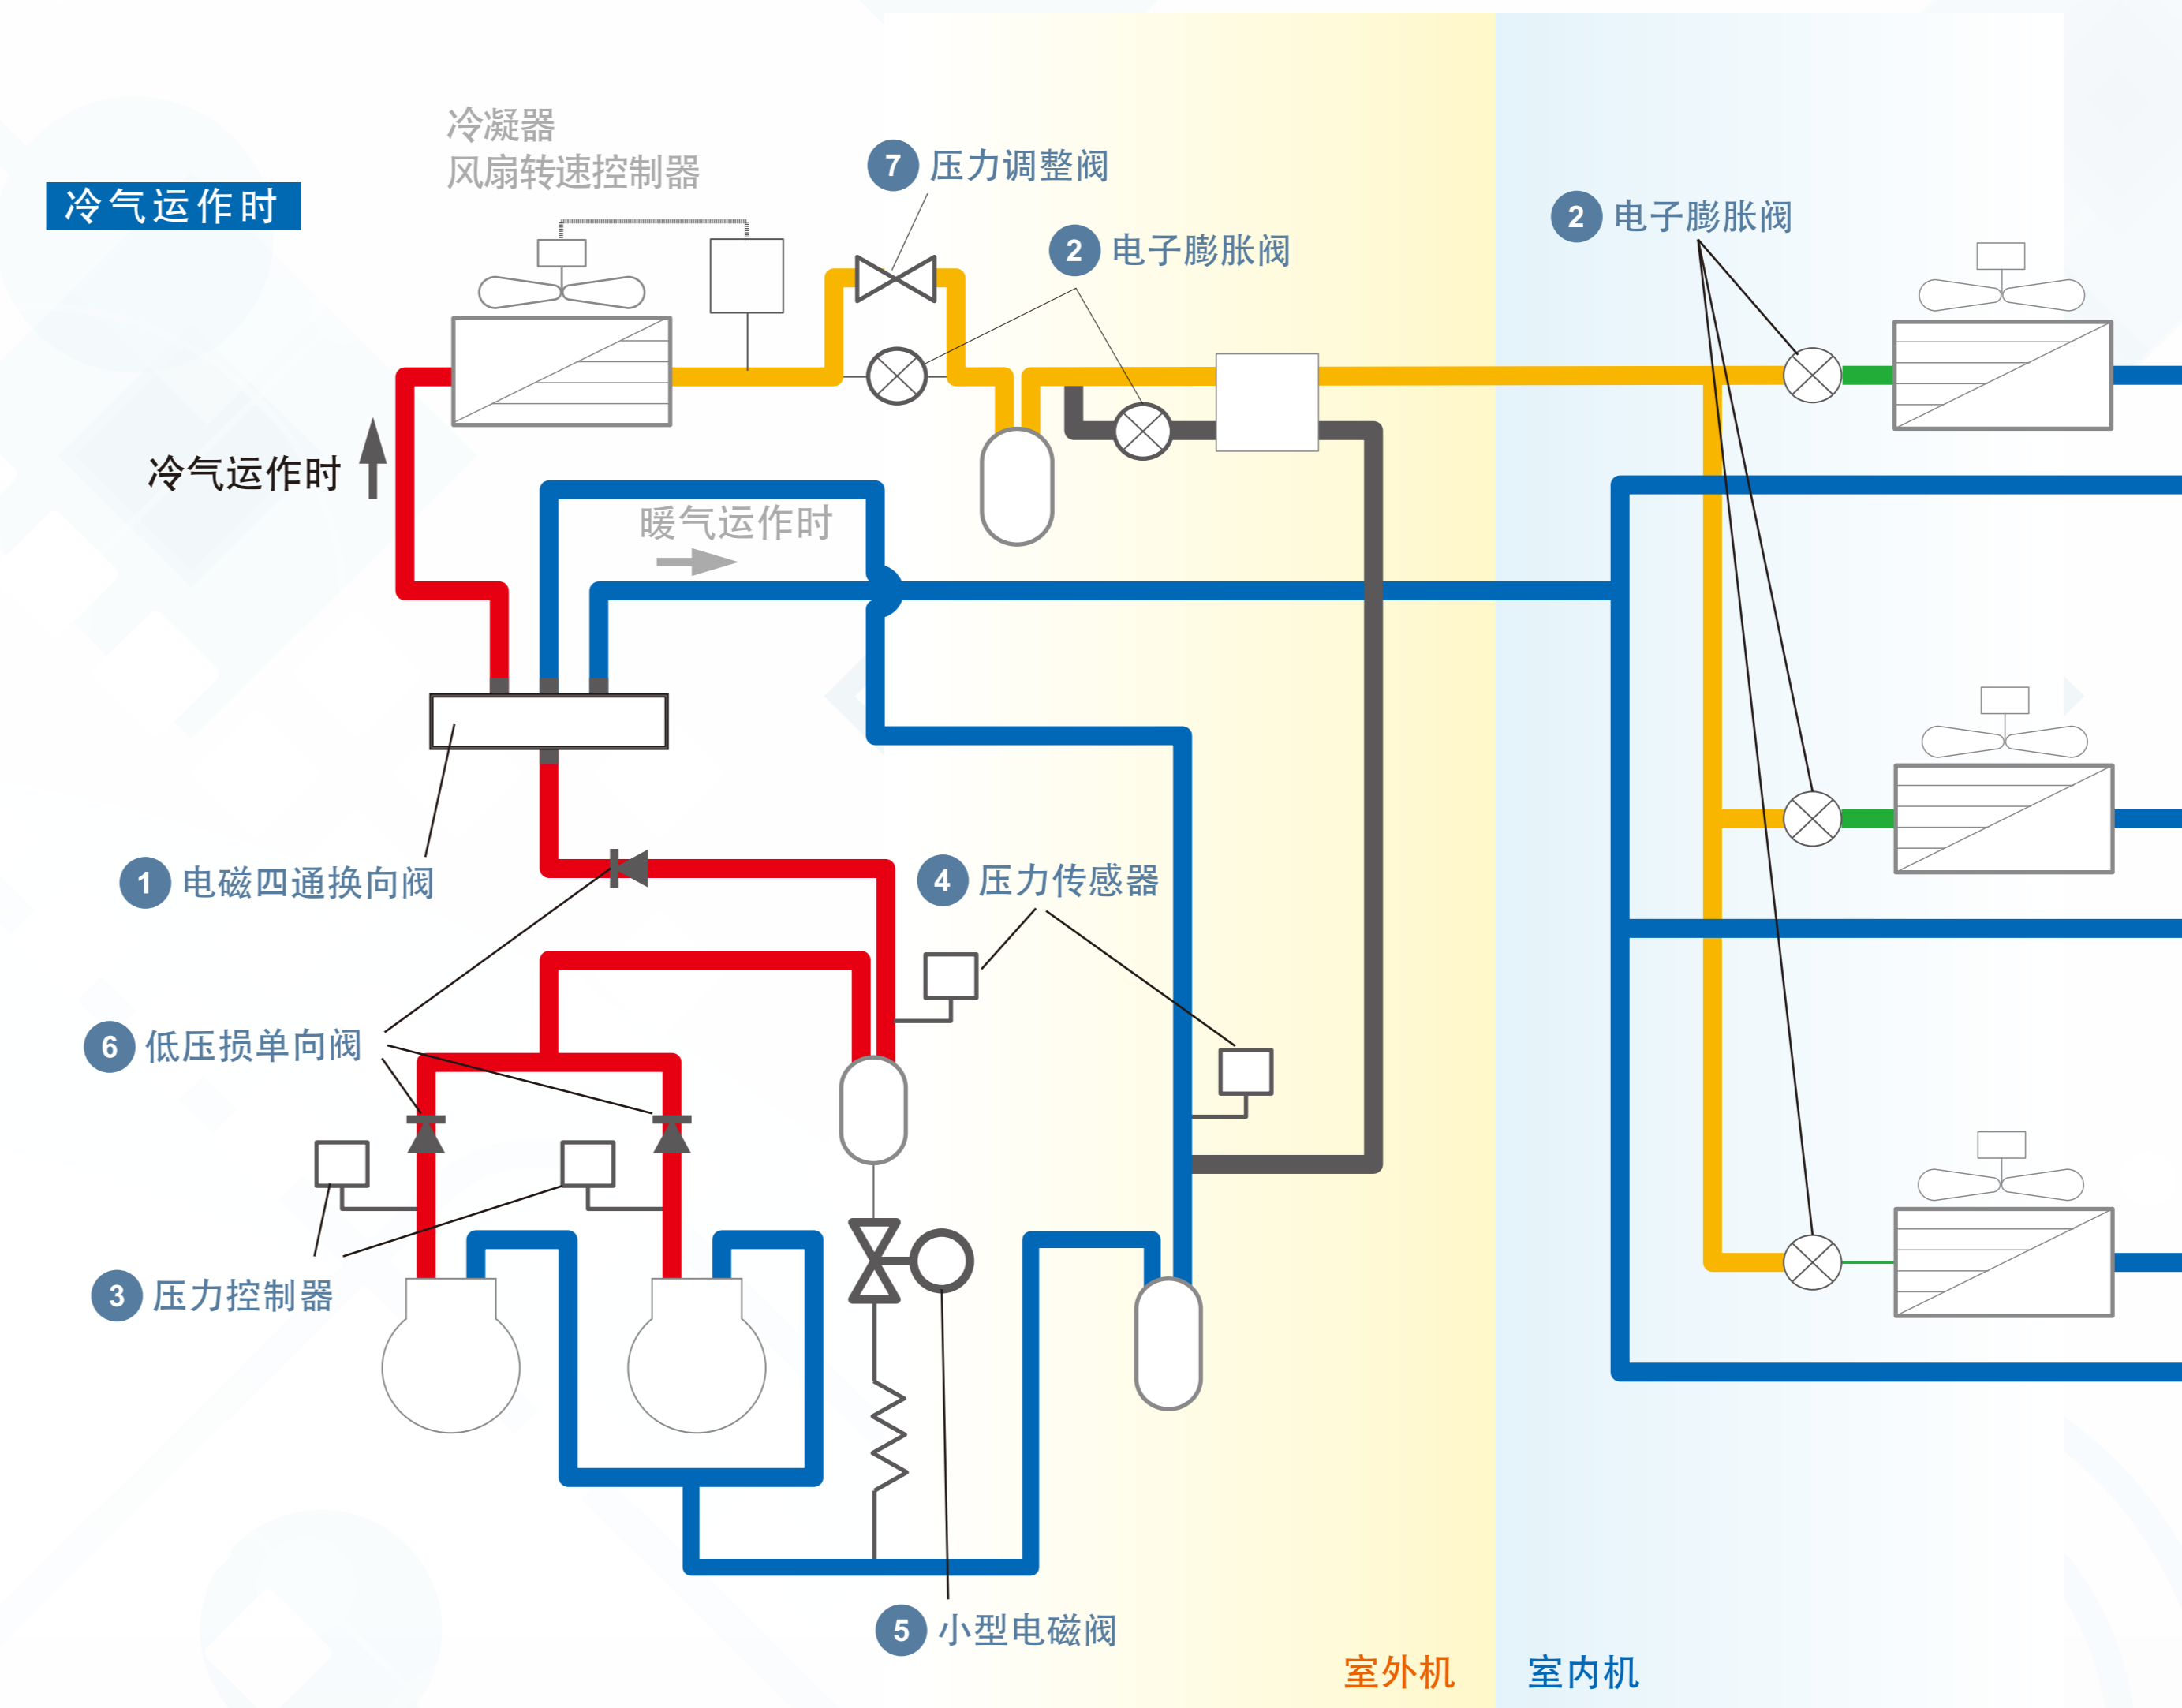 冷气运作时
冷凝器
风扇转速控制器
7 压力调整阀
2 电子膨胀阀
2 电子膨胀阀
冷气运作时
暖气运作时
1 电磁四通换向阀
4 压力传感器
6 低压损单向阀
3 压力控制器
5 小型电磁阀
室外机
室内机